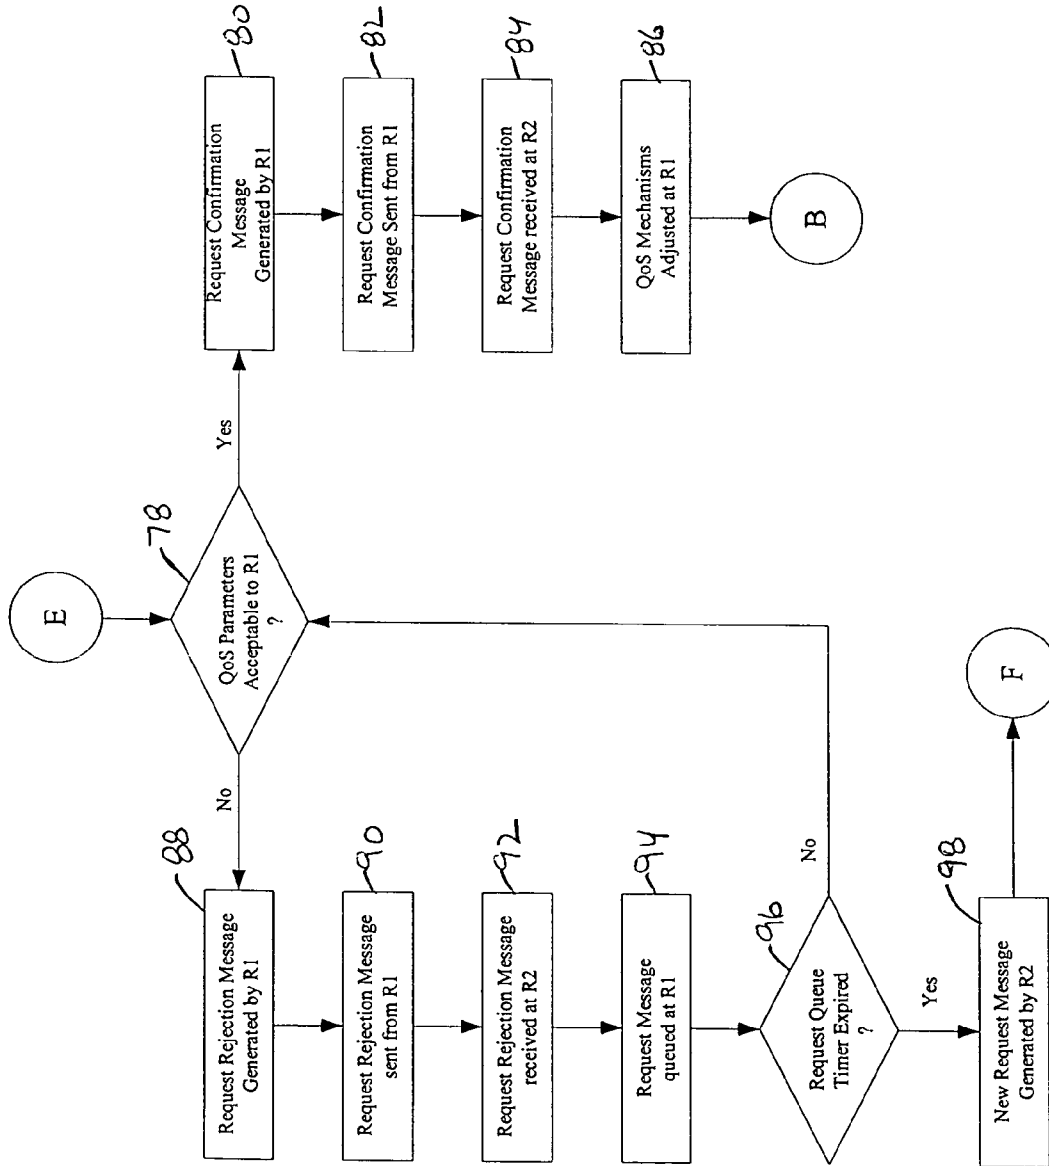 E
78
QoS Parameters
Acceptable to R1
?
Yes
No
80
Request Confirmation
Message
Generated by R1
82
Request Confirmation
Message Sent from R1
84
Request Confirmation
Message received at R2
86
QoS Mechanisms
Adjusted at R1
B
88
Request Rejection Message
Generated by R1
90
Request Rejection Message
sent from R1
92
Request Rejection Message
received at R2
94
Request Message
queued at R1
96
Request Queue
Timer Expired
?
No
Yes
98
New Request Message
Generated by R2
F